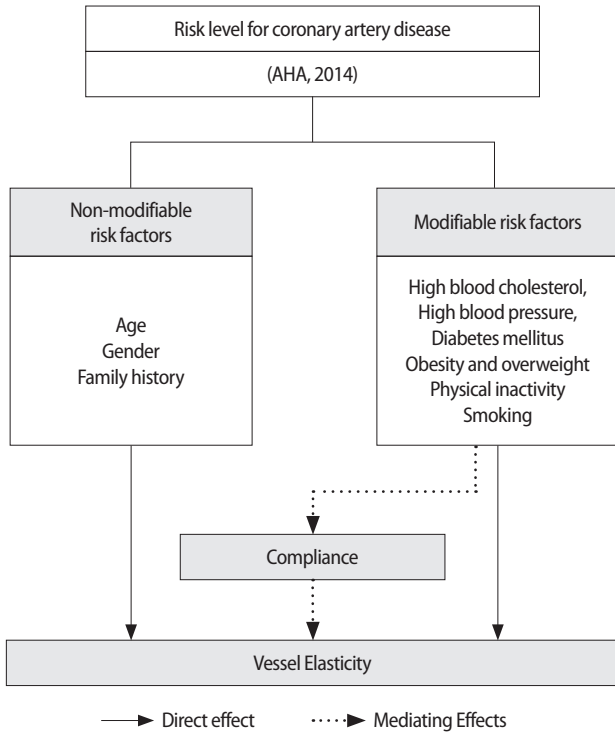 Risk level for coronary artery disease
(AHA, 2014)
Non-modifiable
risk factors
Age
Gender
Family history
Modifiable risk factors
High blood cholesterol,
High blood pressure,
Diabetes mellitus
Obesity and overweight
Physical inactivity
Smoking
Compliance
Vessel Elasticity
Direct effect
Mediating Effects